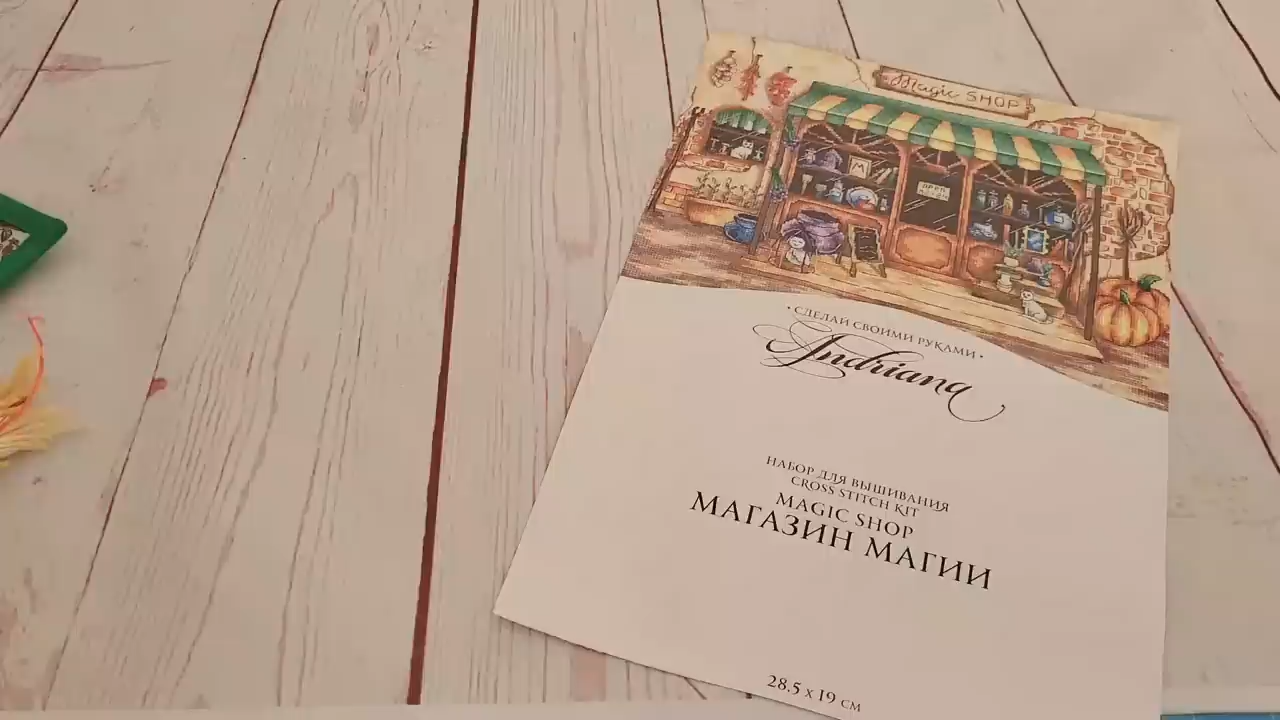 Magic SHOP
OPEN
• СДЕЛАЙ СВОИМИ РУКАМИ •
Andriana
НАБОР ДЛЯ ВЫШИВАНИЯ
CROSS STITCH KIT
MAGIC SHOP
МАГАЗИН МАГИИ
28,5 x 19 см